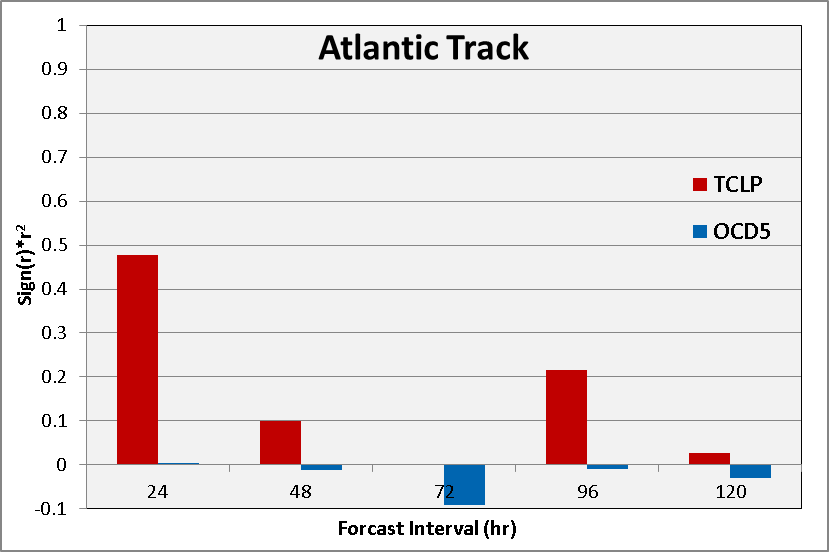 Atlantic Track
1
0.9
0.8
0.7
0.6
0.5
0.4
0.3
0.2
0.1
0
-0.1
Sign(r)*r²
TCLP
OCD5
24 48 72 96 120
Forcast Interval (hr)